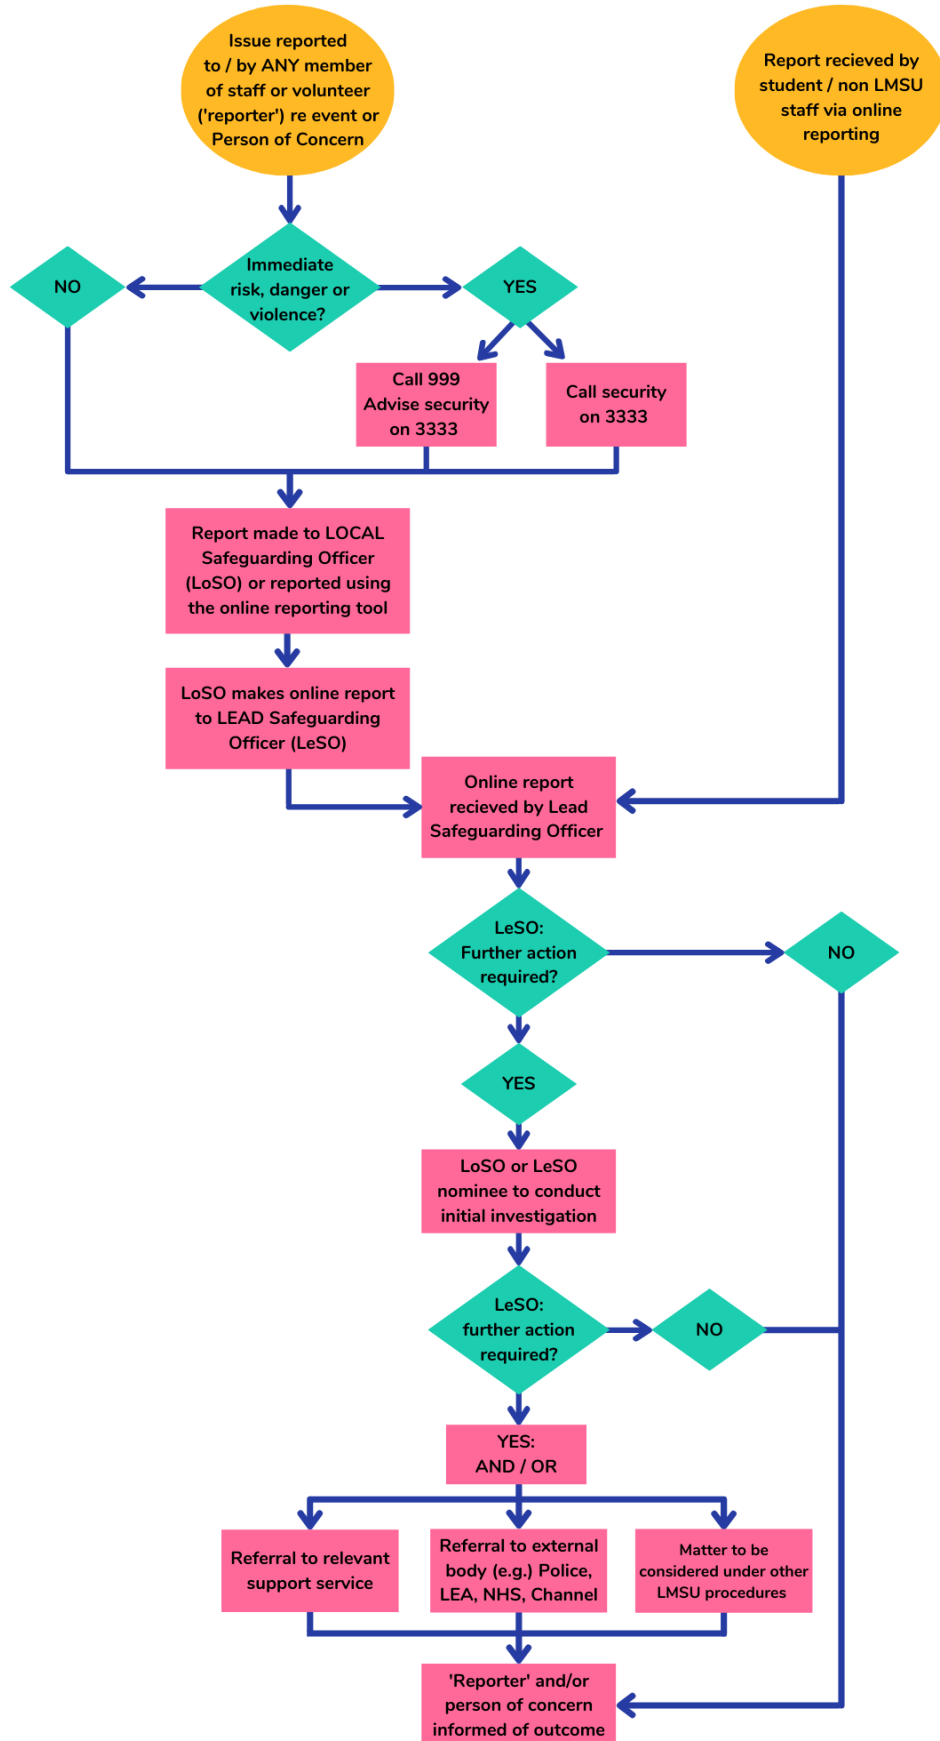 Issue reported
to / by ANY member
of staff or volunteer
('reporter') re event or
Person of Concern
Report recieved by
student / non LMSU
staff via online
reporting
NO
Immediate
risk, danger or
violence?
YES
Call 999
Advise security
on 3333
Call security
on 3333
Report made to LOCAL
Safeguarding Officer
(LoSO) or reported using
the online reporting tool
LoSO makes online report
to LEAD Safeguarding
Officer (LeSO)
Online report
recieved by Lead
Safeguarding Officer
LeSO:
Further action
required?
NO
YES
LoSO or LeSO
nominee to conduct
initial investigation
LeSO:
further action
required?
NO
YES:
AND / OR
Referral to relevant
support service
Referral to external
body (e.g.) Police,
LEA, NHS, Channel
Matter to be
considered under other
LMSU procedures
'Reporter' and/or
person of concern
informed of outcome